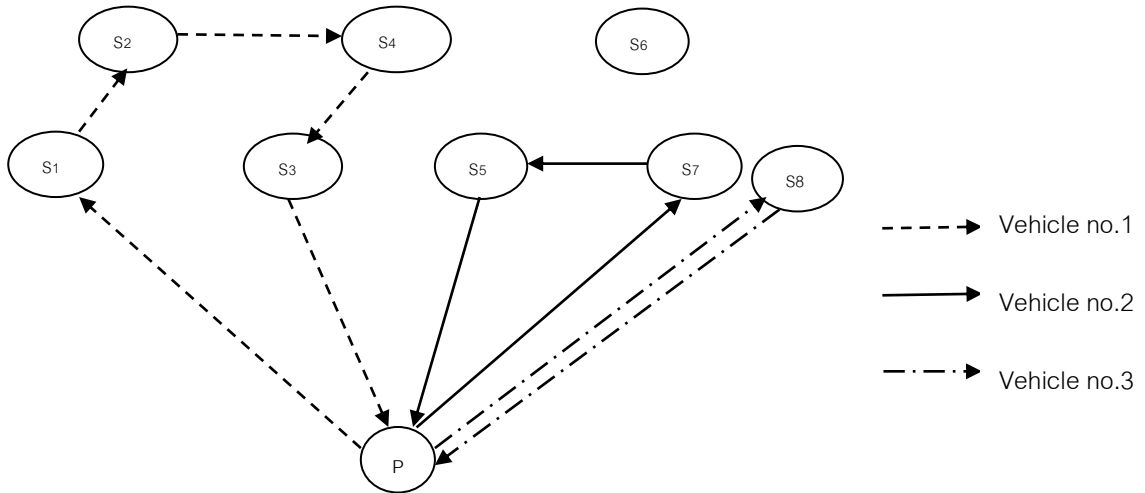 S2
S4
S6
S1
S3
S5
S7
S8
Vehicle no.1
Vehicle no.2
Vehicle no.3
P